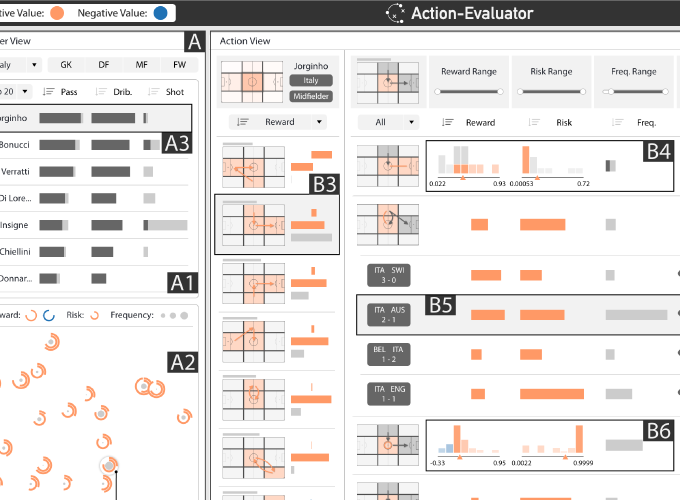 tive Value: Negative Value:
Action-Evaluator
er View
A
aly GK DF MF FW
20 Pass Drib. Shot
orginho
A3
Bonucci
Verratti
Di Lore...
Insigne
Chiellini
Donnar...
A1
ward: Risk: Frequency:
A2
Action View
Jorginho
Italy
Midfielder
Reward
B3
Reward Range Risk Range Freq. Range
All Reward Risk Freq.
B4
0.022 0.93 0.00053 0.72
ITA SWI
3 - 0
B5
ITA AUS
2 - 1
BEL ITA
1 - 2
ITA ENG
1 - 1
B6
-0.33 0.95 0.0022 0.9999